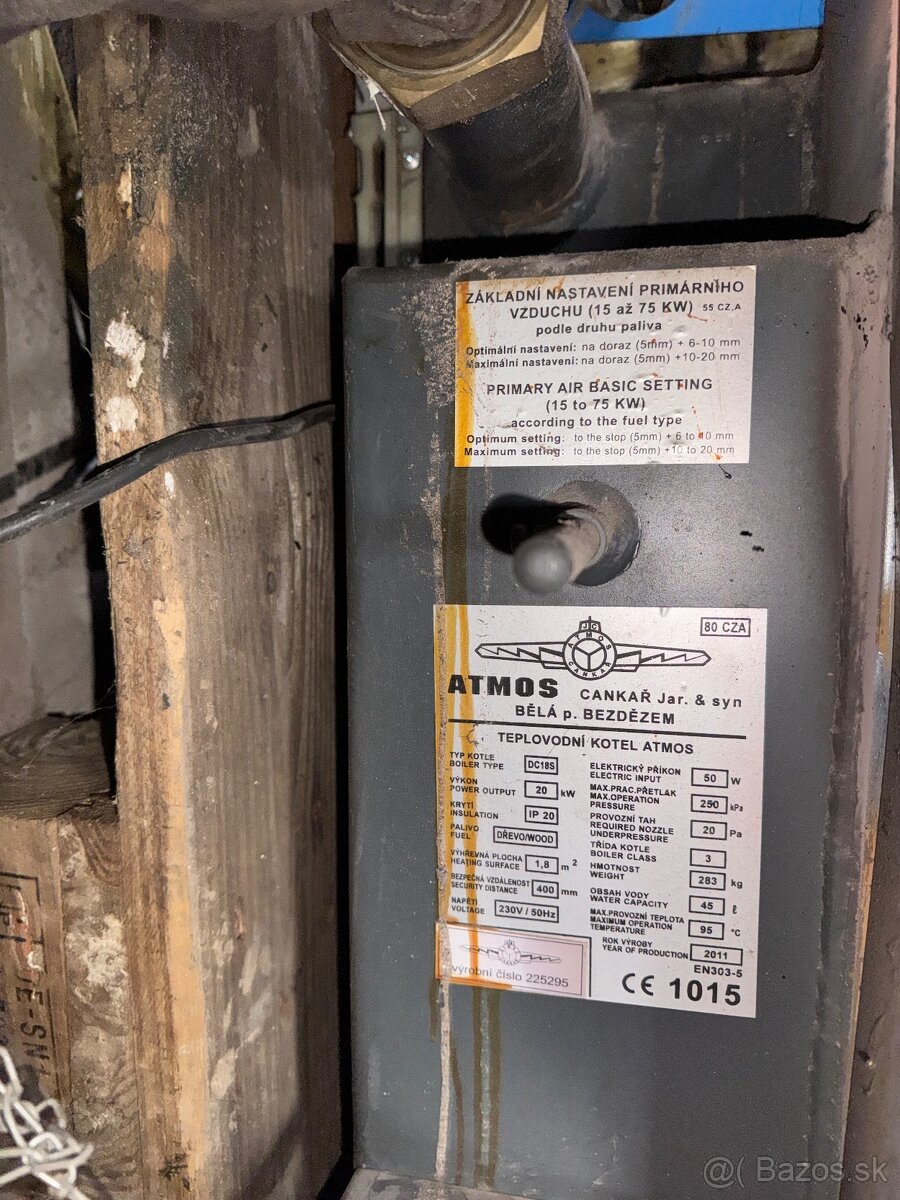 ZÁKLADNÍ NASTAVENÍ PRIMÁRNÍHO
VZDUCHU (15 až 75 KW) 55 CZ,A
podle druhu paliva
Optimální nastavení: na doraz (5mm) + 6-10 mm
Maximální nastavení: na doraz (5mm) +10-20 mm
PRIMARY AIR BASIC SETTING
(15 to 75 KW)
according to the fuel type
Optimum setting: to the stop (5mm) + 6 to 10 mm
Maximum setting: to the stop (5mm) +10 to 20 mm
80 CZA
JC
ATMOS
CANKAŘ
ATMOS CANKAŘ Jar. & syn
BĚLÁ p. BEZDĚZEM
TEPLOVODNÍ KOTEL ATMOS
TYP KOTLE
BOILER TYPE DC18S
VÝKON
POWER OUTPUT 20 kW
KRYTÍ
INSULATION IP 20
PALIVO
FUEL DŘEVO/WOOD
VÝHŘEVNÁ PLOCHA
HEATING SURFACE 1,8 m²
BEZPEČNÁ VZDÁLENOST
SECURITY DISTANCE 400 mm
NAPĚTÍ
VOLTAGE 230V / 50Hz
ELEKTRICKÝ PŘÍKON
ELECTRIC INPUT 50 W
MAX.PRAC.PŘETLAK
MAX.OPERATION
PRESSURE 250 kPa
PROVOZNÍ TAH
REQUIRED NOZZLE
UNDERPRESSURE 20 Pa
TŘÍDA KOTLE
BOILER CLASS 3
HMOTNOST
WEIGHT 283 kg
OBSAH VODY
WATER CAPACITY 45 ℓ
MAX.PROVOZNÍ TEPLOTA
MAXIMUM OPERATION
TEMPERATURE 95 °C
ROK VÝROBY
YEAR OF PRODUCTION 2011
EN303-5
výrobní číslo 225295
CE 1015
Bazos.sk